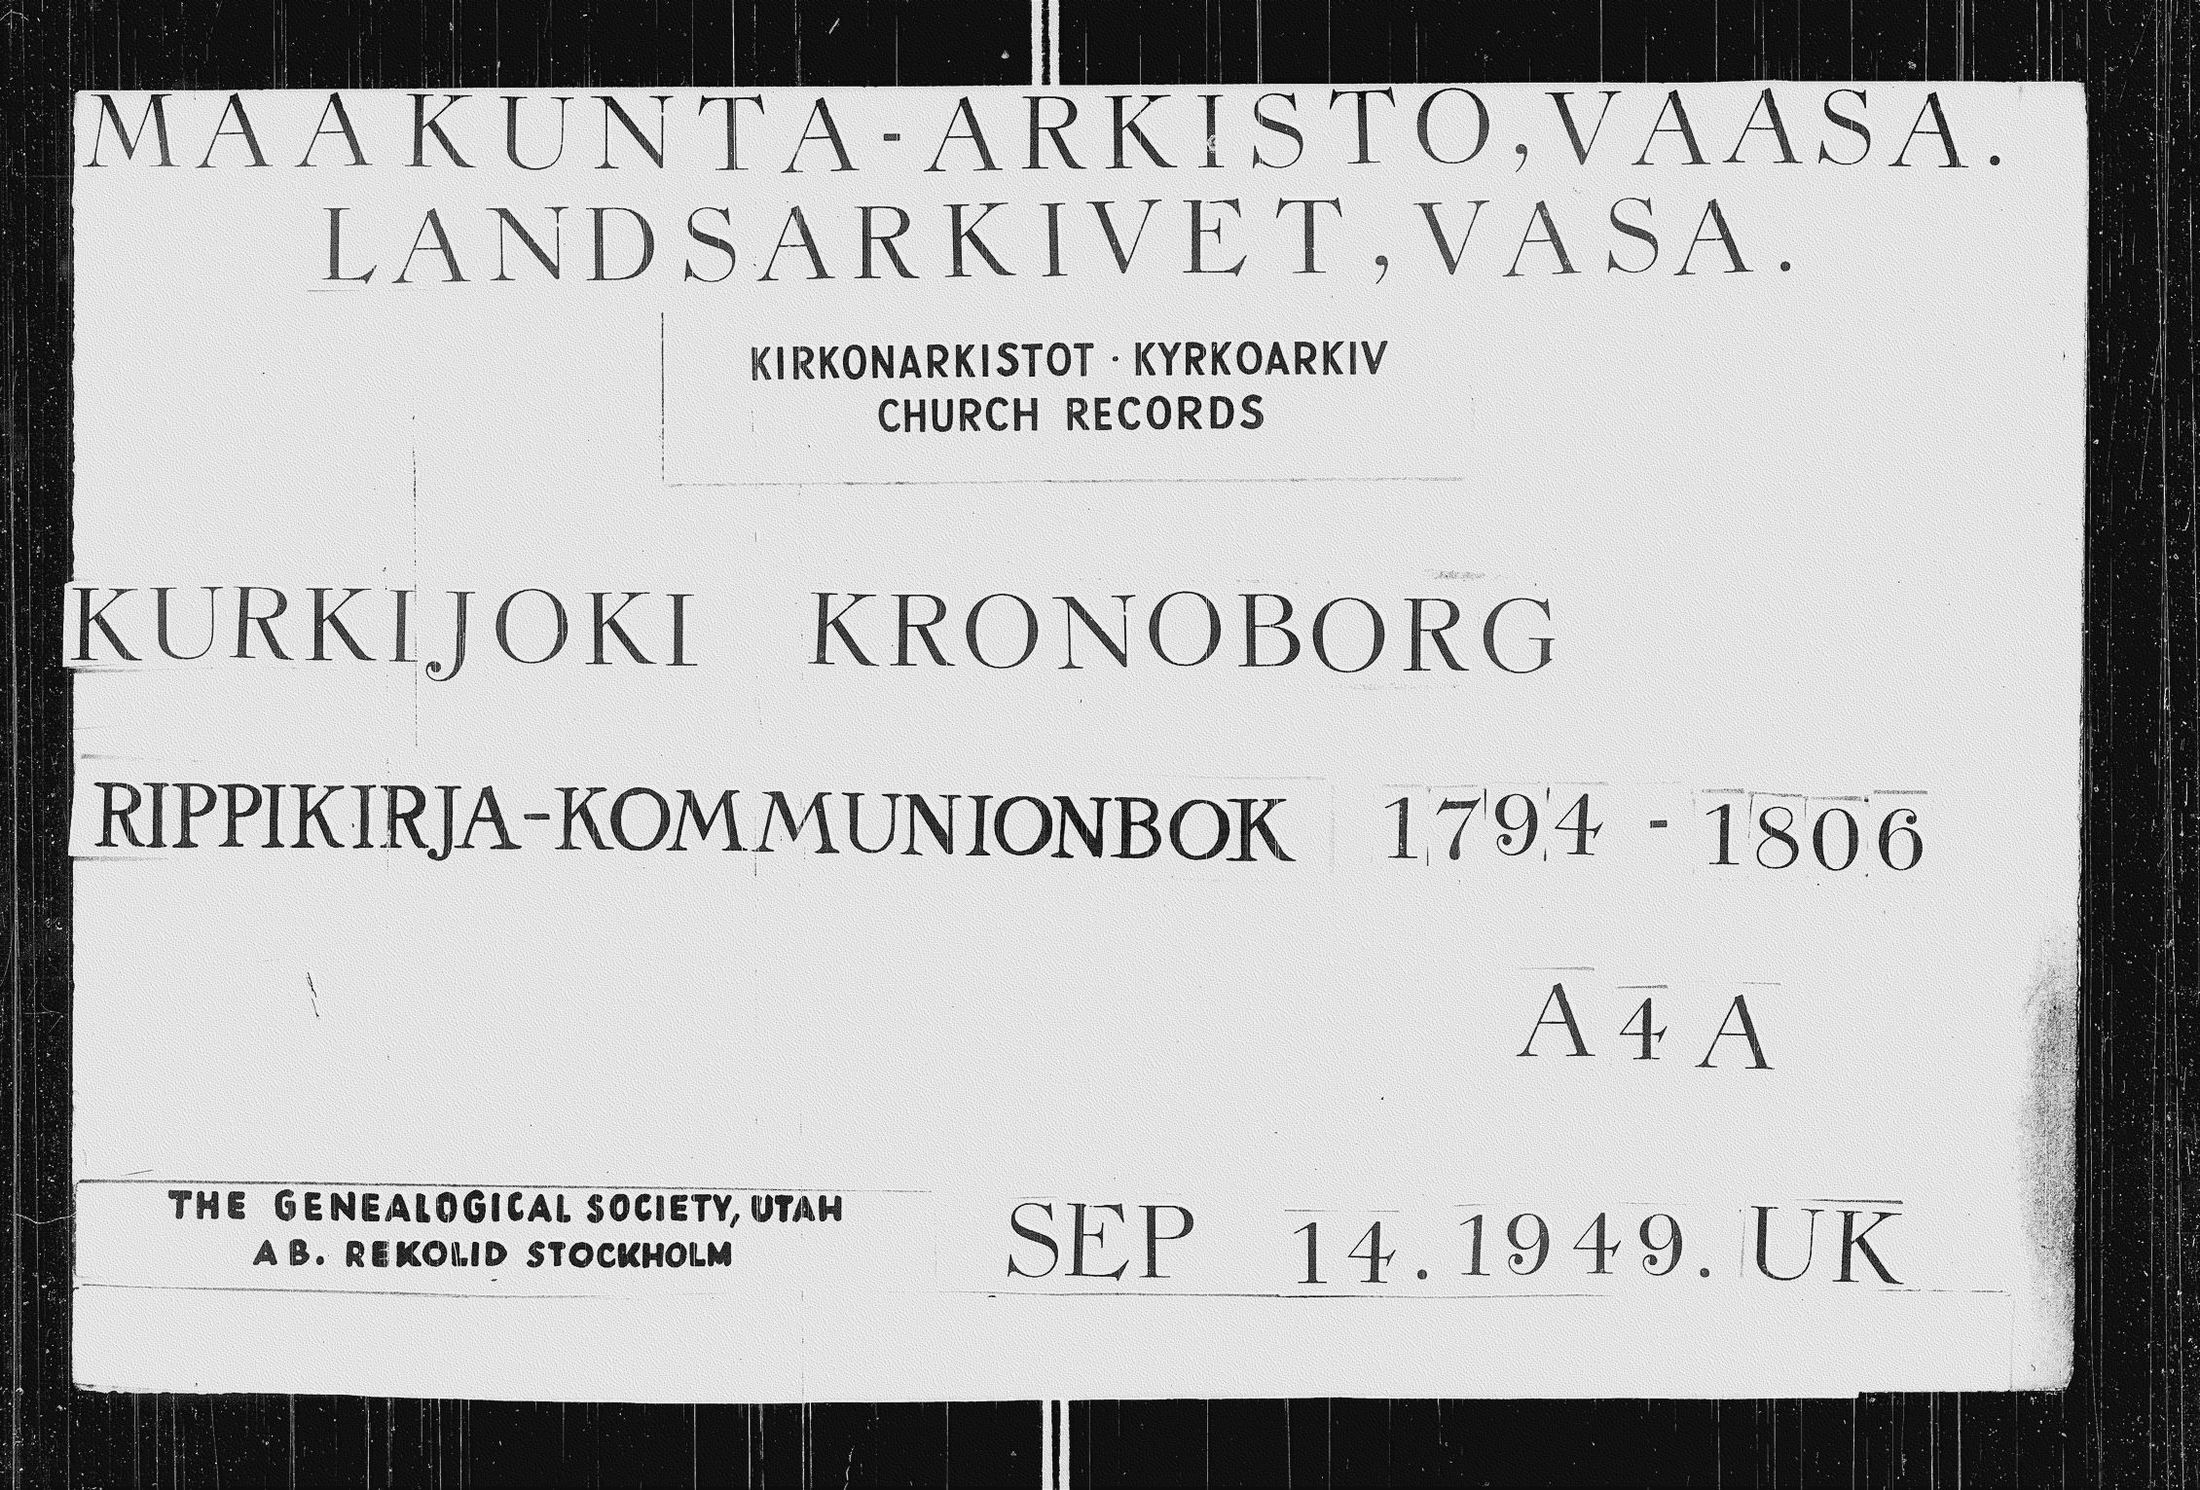 MAAKUNTA-ARKISTO, VAASA.
LANDSARKIVET, VASA.
KIRKONARKISTOT · KYRKOARKIV
CHURCH RECORDS
KURKIJOKI KRONOBORG
RIPPIKIRJA-KOMMUNIONBOK 1794 - 1806
A 4 A
THE GENEALOGICAL SOCIETY, UTAH
AB. REKOLID STOCKHOLM
SEP 14. 1949. UK